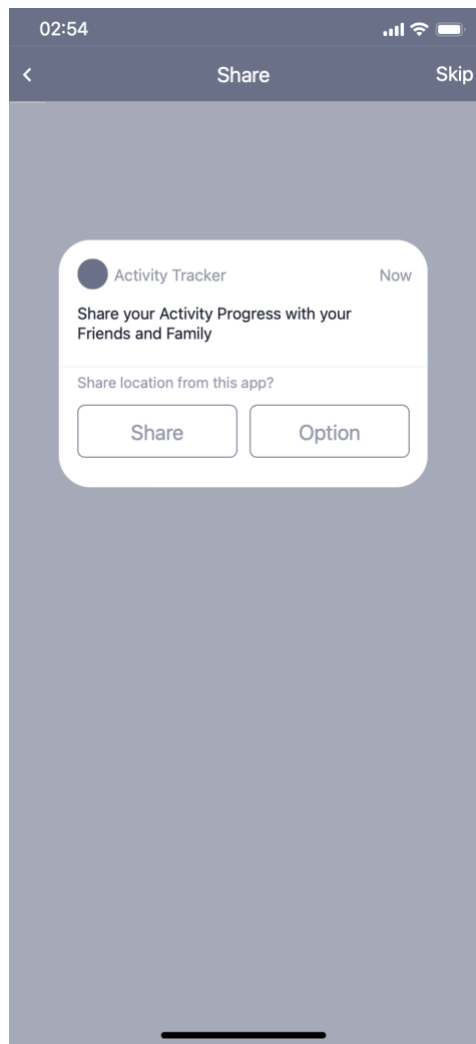 02:54
Share
Skip
Activity Tracker
Now
Share your Activity Progress with your
Friends and Family
Share location from this app?
Share
Option